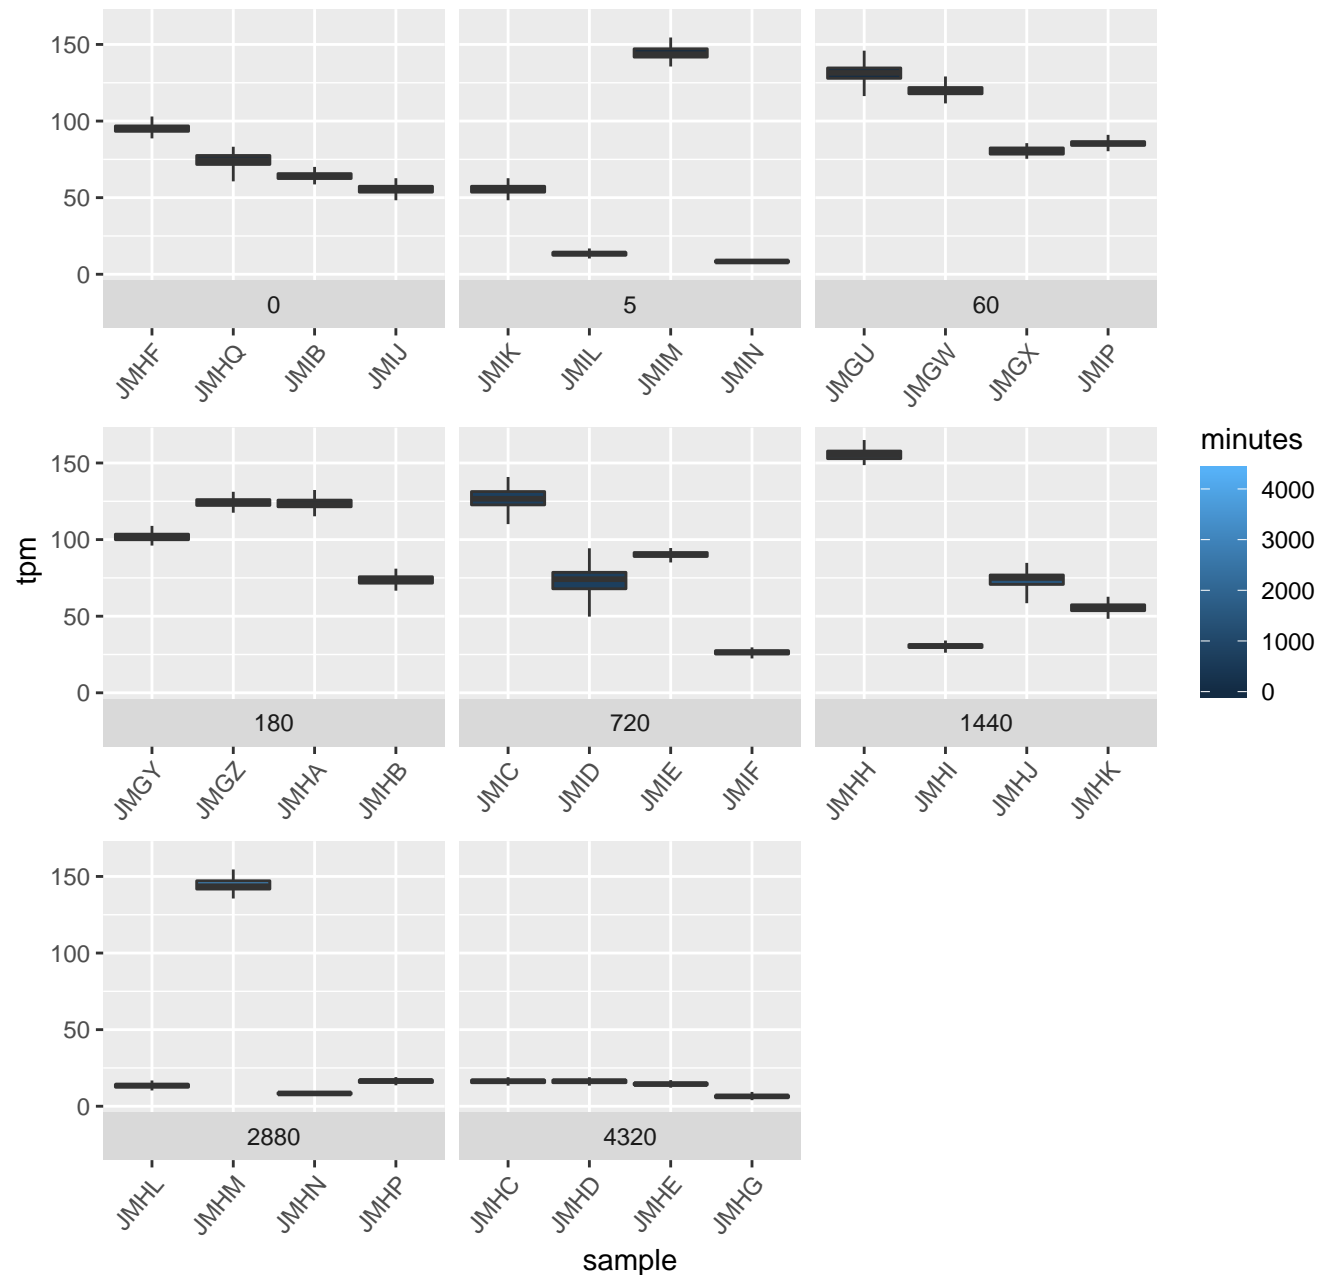 150
100
50
0
0
5
60
JMHF
JMHQ
JMIB
JMIJ
JMIK
JMIL
JMIM
JMIN
JMGU
JMGW
JMGX
JMIP
tpm
150
100
50
0
180
720
1440
JMGY
JMGZ
JMHA
JMHB
JMIC
JMID
JMIE
JMIF
JMHH
JMHI
JMHJ
JMHK
minutes
4000
3000
2000
1000
0
150
100
50
0
2880
4320
JMHL
JMHM
JMHN
JMHP
JMHC
JMHD
JMHE
JMHG
sample